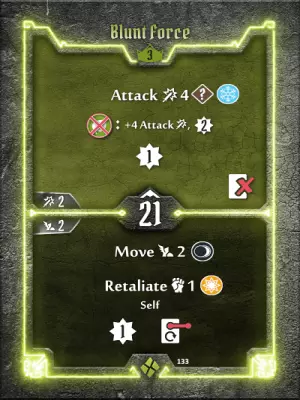 Blunt Force
3
Attack 4 ?
: +4 Attack , 2
1
2
21
2
Move 2
Retaliate 1
Self
1
133